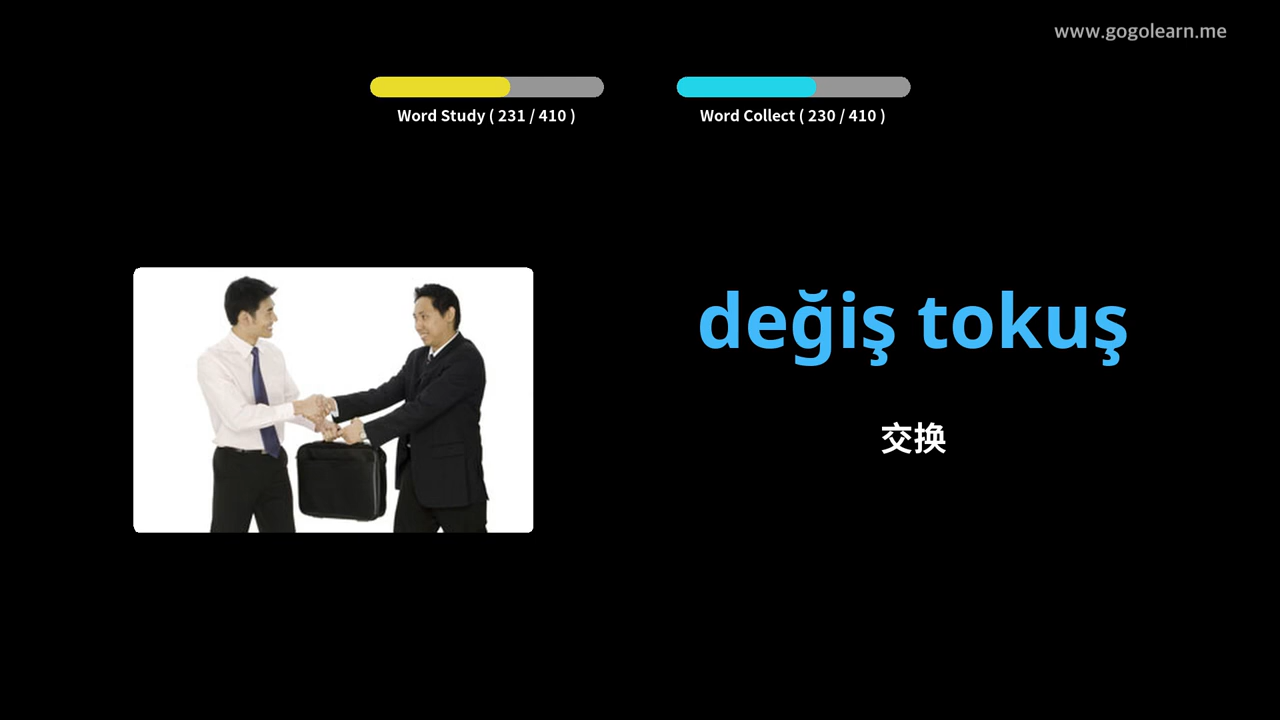 www.gogolearn.me
Word Study ( 231 / 410 )
Word Collect ( 230 / 410 )
değiş tokuş
交换